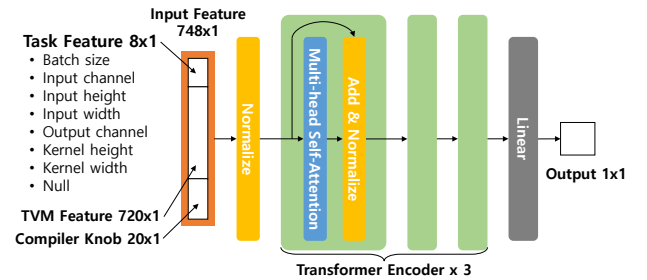 Input Feature
748x1
Task Feature 8x1
• Batch size
• Input channel
• Input height
• Input width
• Output channel
• Kernel height
• Kernel width
• Null
TVM Feature 720x1
Compiler Knob 20x1
Normalize
Multi-head Self-Attention
Add & Normalize
Linear
Output 1x1
Transformer Encoder x 3